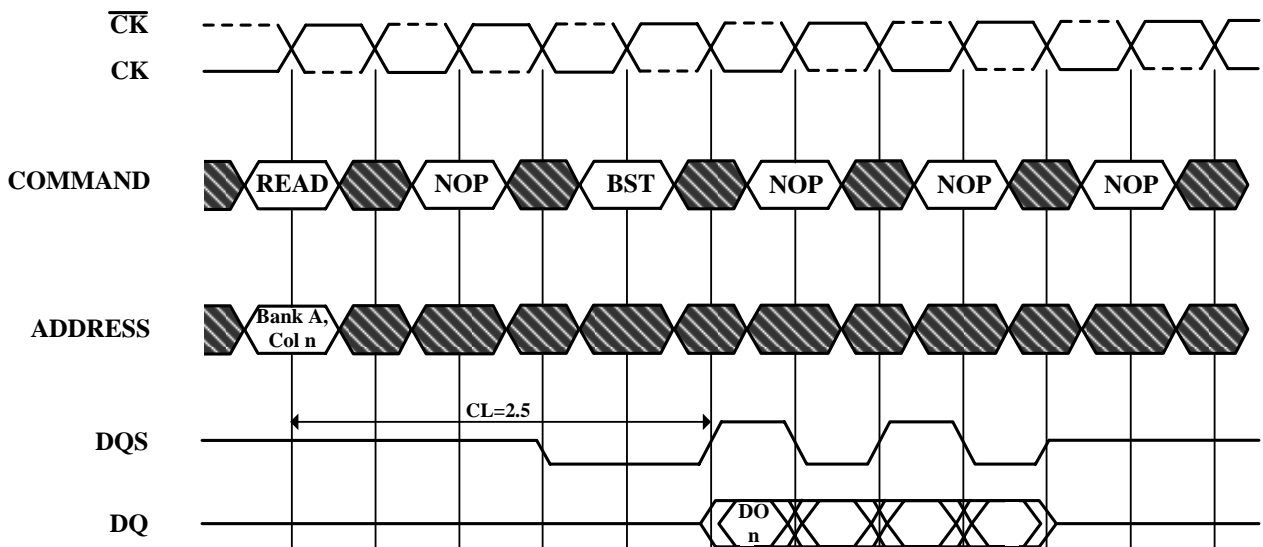 CK
CK
COMMAND
READ NOP BST NOP NOP NOP
ADDRESS
Bank A,
Col n
CL=2.5
DQS
DQ
DO
n